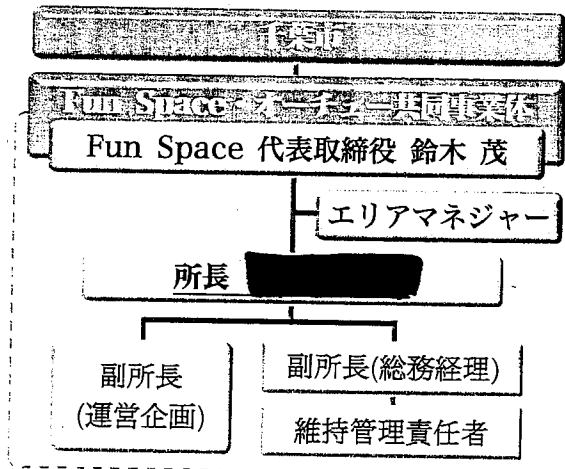 千葉市
Fun Space・オーチュー共同事業体
Fun Space 代表取締役 鈴木 茂
エリアマネジャー
所長
副所長
(運営企画)
副所長(総務経理)
維持管理責任者